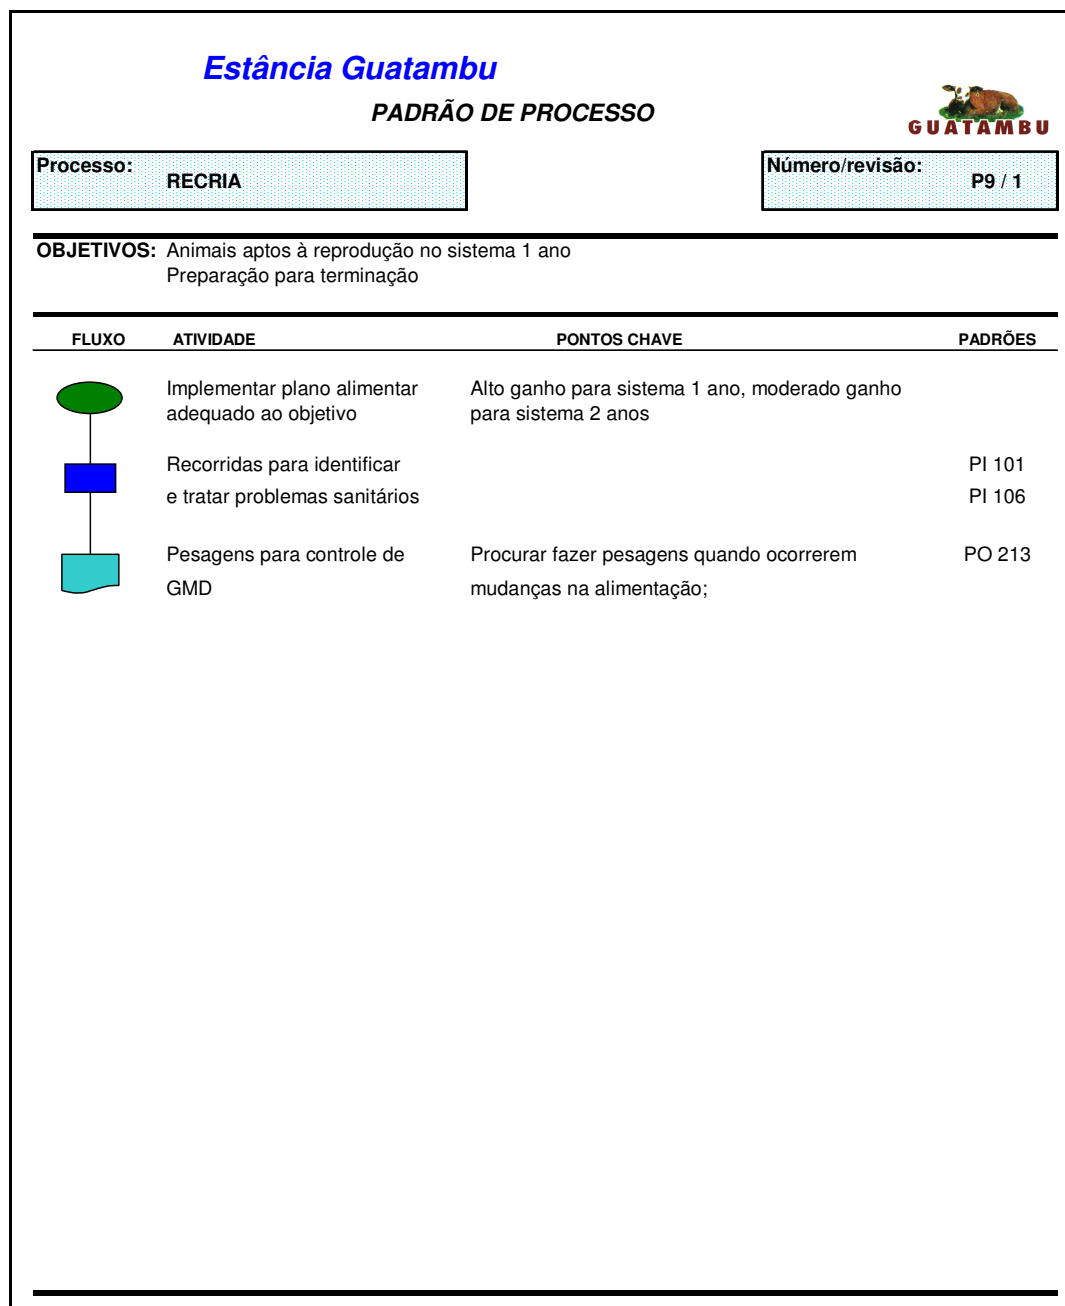 Estância Guatambu
PADRÃO DE PROCESSO
GUATAMBU
Processo:
RECRIA
Número/revisão:
P9 / 1
OBJETIVOS: Animais aptos à reprodução no sistema 1 ano
Preparação para terminação
FLUXO ATIVIDADE PONTOS CHAVE PADRÕES
Implementar plano alimentar Alto ganho para sistema 1 ano, moderado ganho
adequado ao objetivo para sistema 2 anos
Recorridas para identificar PI 101
e tratar problemas sanitários PI 106
Pesagens para controle de Procurar fazer pesagens quando ocorrerem PO 213
GMD mudanças na alimentação;